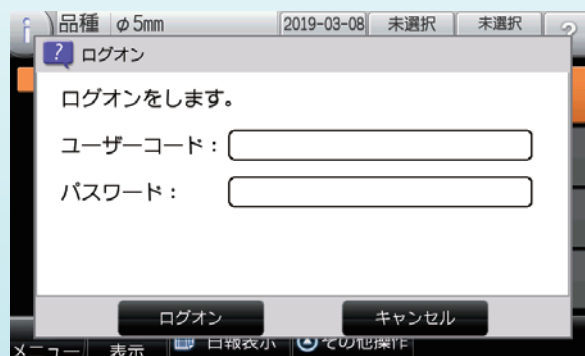 品種 φ5mm 2019-03-08 未選択 未選択
? ログオン
ログオンをします。
ユーザーコード：
パスワード：
ログオン キャンセル
メニュー 表示 日報表示 その他操作